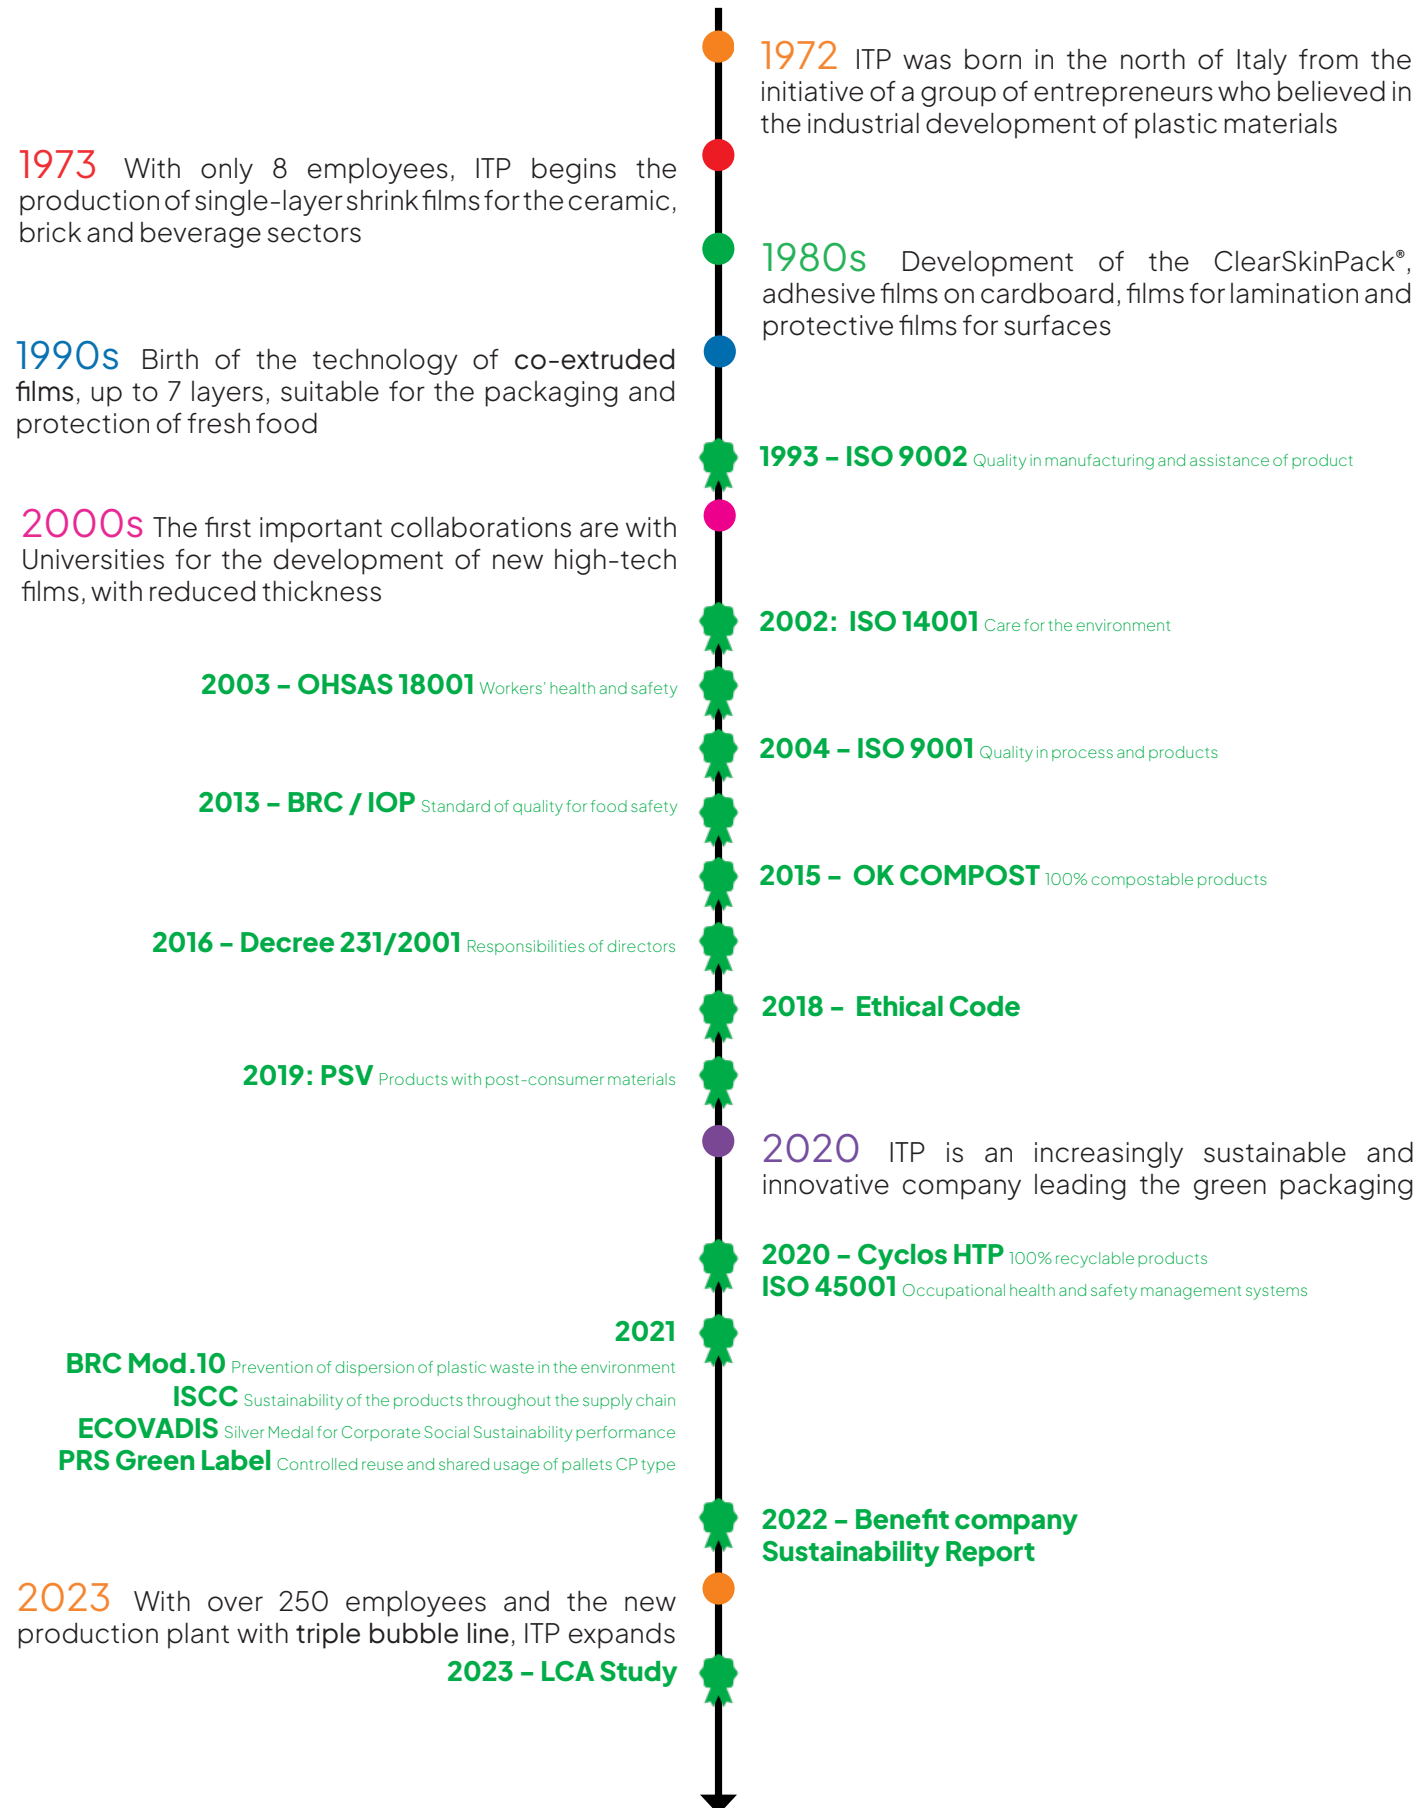 1972 ITP was born in the north of Italy from the
initiative of a group of entrepreneurs who believed in
the industrial development of plastic materials
1973 With only 8 employees, ITP begins the
production of single-layer shrink films for the ceramic,
brick and beverage sectors
1980s Development of the ClearSkinPack®,
adhesive films on cardboard, films for lamination and
protective films for surfaces
1990s Birth of the technology of co-extruded
films, up to 7 layers, suitable for the packaging and
protection of fresh food
1993 – ISO 9002 Quality in manufacturing and assistance of product
2000s The first important collaborations are with
Universities for the development of new high-tech
films, with reduced thickness
2002: ISO 14001 Care for the environment
2003 – OHSAS 18001 Workers' health and safety
2004 – ISO 9001 Quality in process and products
2013 – BRC / IOP Standard of quality for food safety
2015 – OK COMPOST 100% compostable products
2016 – Decree 231/2001 Responsibilities of directors
2018 – Ethical Code
2019: PSV Products with post-consumer materials
2020 ITP is an increasingly sustainable and
innovative company leading the green packaging
2020 – Cyclos HTP 100% recyclable products
ISO 45001 Occupational health and safety management systems
2021
BRC Mod.10 Prevention of dispersion of plastic waste in the environment
ISCC Sustainability of the products throughout the supply chain
ECOVADIS Silver Medal for Corporate Social Sustainability performance
PRS Green Label Controlled reuse and shared usage of pallets CP type
2022 – Benefit company
Sustainability Report
2023 With over 250 employees and the new
production plant with triple bubble line, ITP expands
2023 – LCA Study